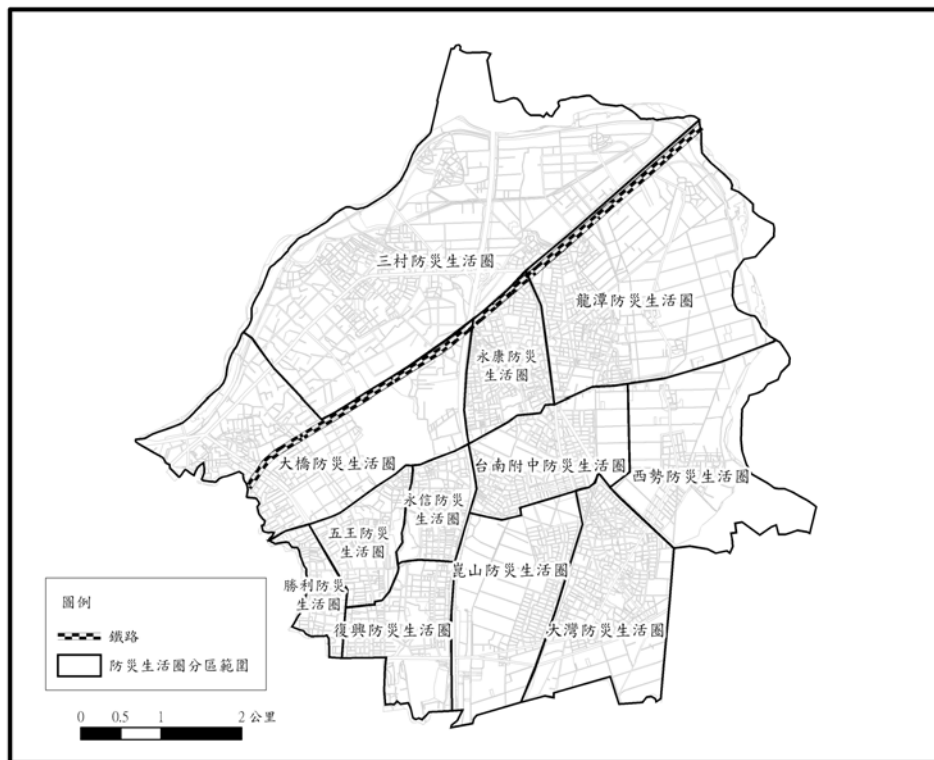 三村防災生活圈
龍潭防災生活圈
永康防災
生活圈
大橋防災生活圈
台南附中防災生活圈
西勢防災生活圈
永信防災
生活圈
五王防災
生活圈
崑山防災生活圈
勝利防災
生活圈
復興防災生活圈
大灣防災生活圈
圖例
鐵路
防災生活圈分區範圍
0 0.5 1 2 公里